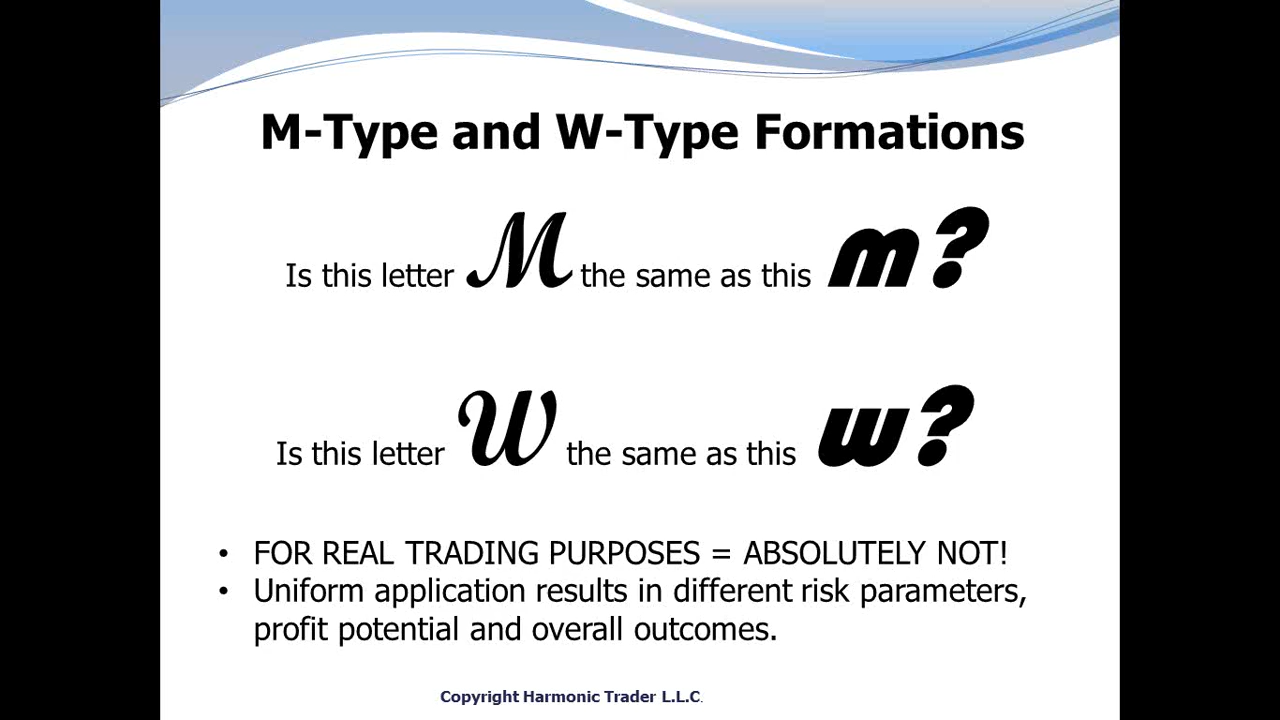 M-Type and W-Type Formations
Is this letter M the same as this m?
Is this letter W the same as this w?
• FOR REAL TRADING PURPOSES = ABSOLUTELY NOT!
• Uniform application results in different risk parameters,
profit potential and overall outcomes.
Copyright Harmonic Trader L.L.C.